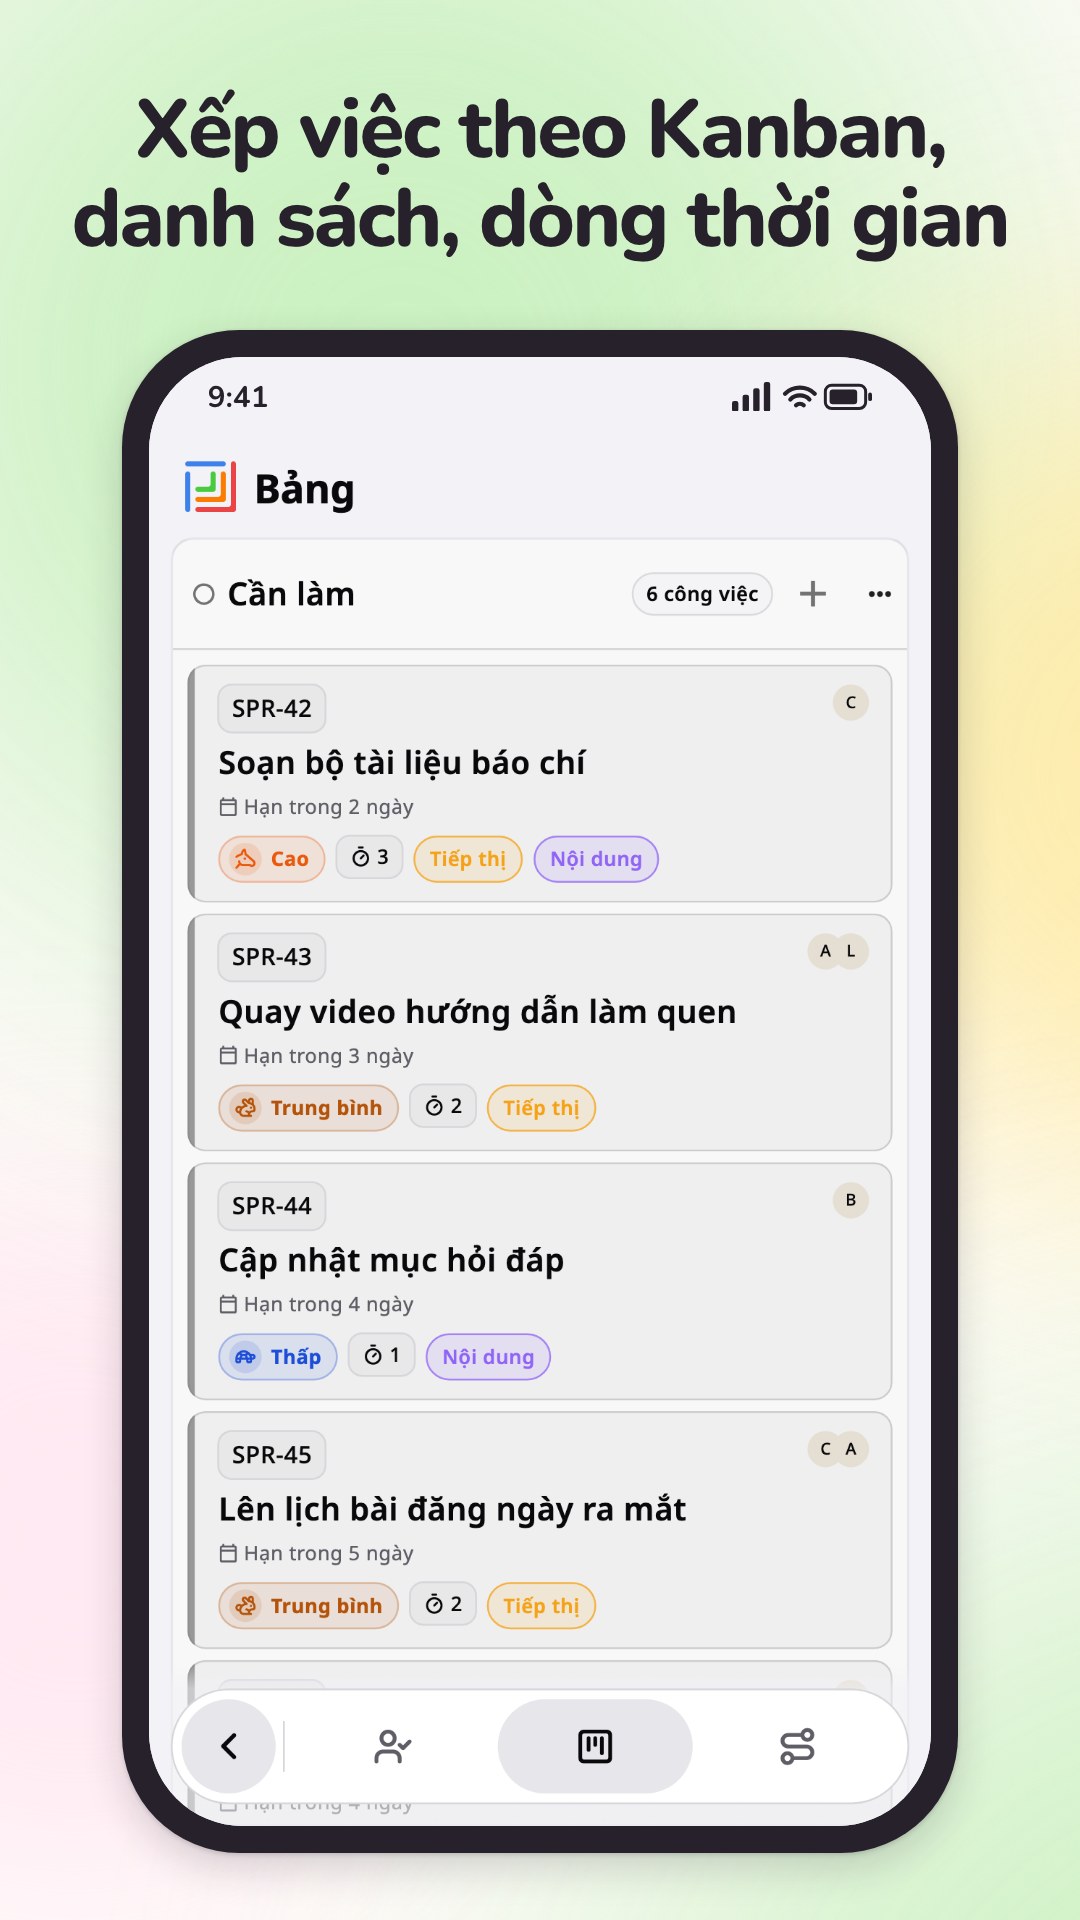 Xếp việc theo Kanban,
danh sách, dòng thời gian
9:41
Bảng
Cần làm
6 công việc
SPR-42
C
Soạn bộ tài liệu báo chí
Hạn trong 2 ngày
Cao
3
Tiếp thị
Nội dung
SPR-43
A L
Quay video hướng dẫn làm quen
Hạn trong 3 ngày
Trung bình
2
Tiếp thị
SPR-44
B
Cập nhật mục hỏi đáp
Hạn trong 4 ngày
Thấp
1
Nội dung
SPR-45
C A
Lên lịch bài đăng ngày ra mắt
Hạn trong 5 ngày
Trung bình
2
Tiếp thị
Hạn trong 4 ngày